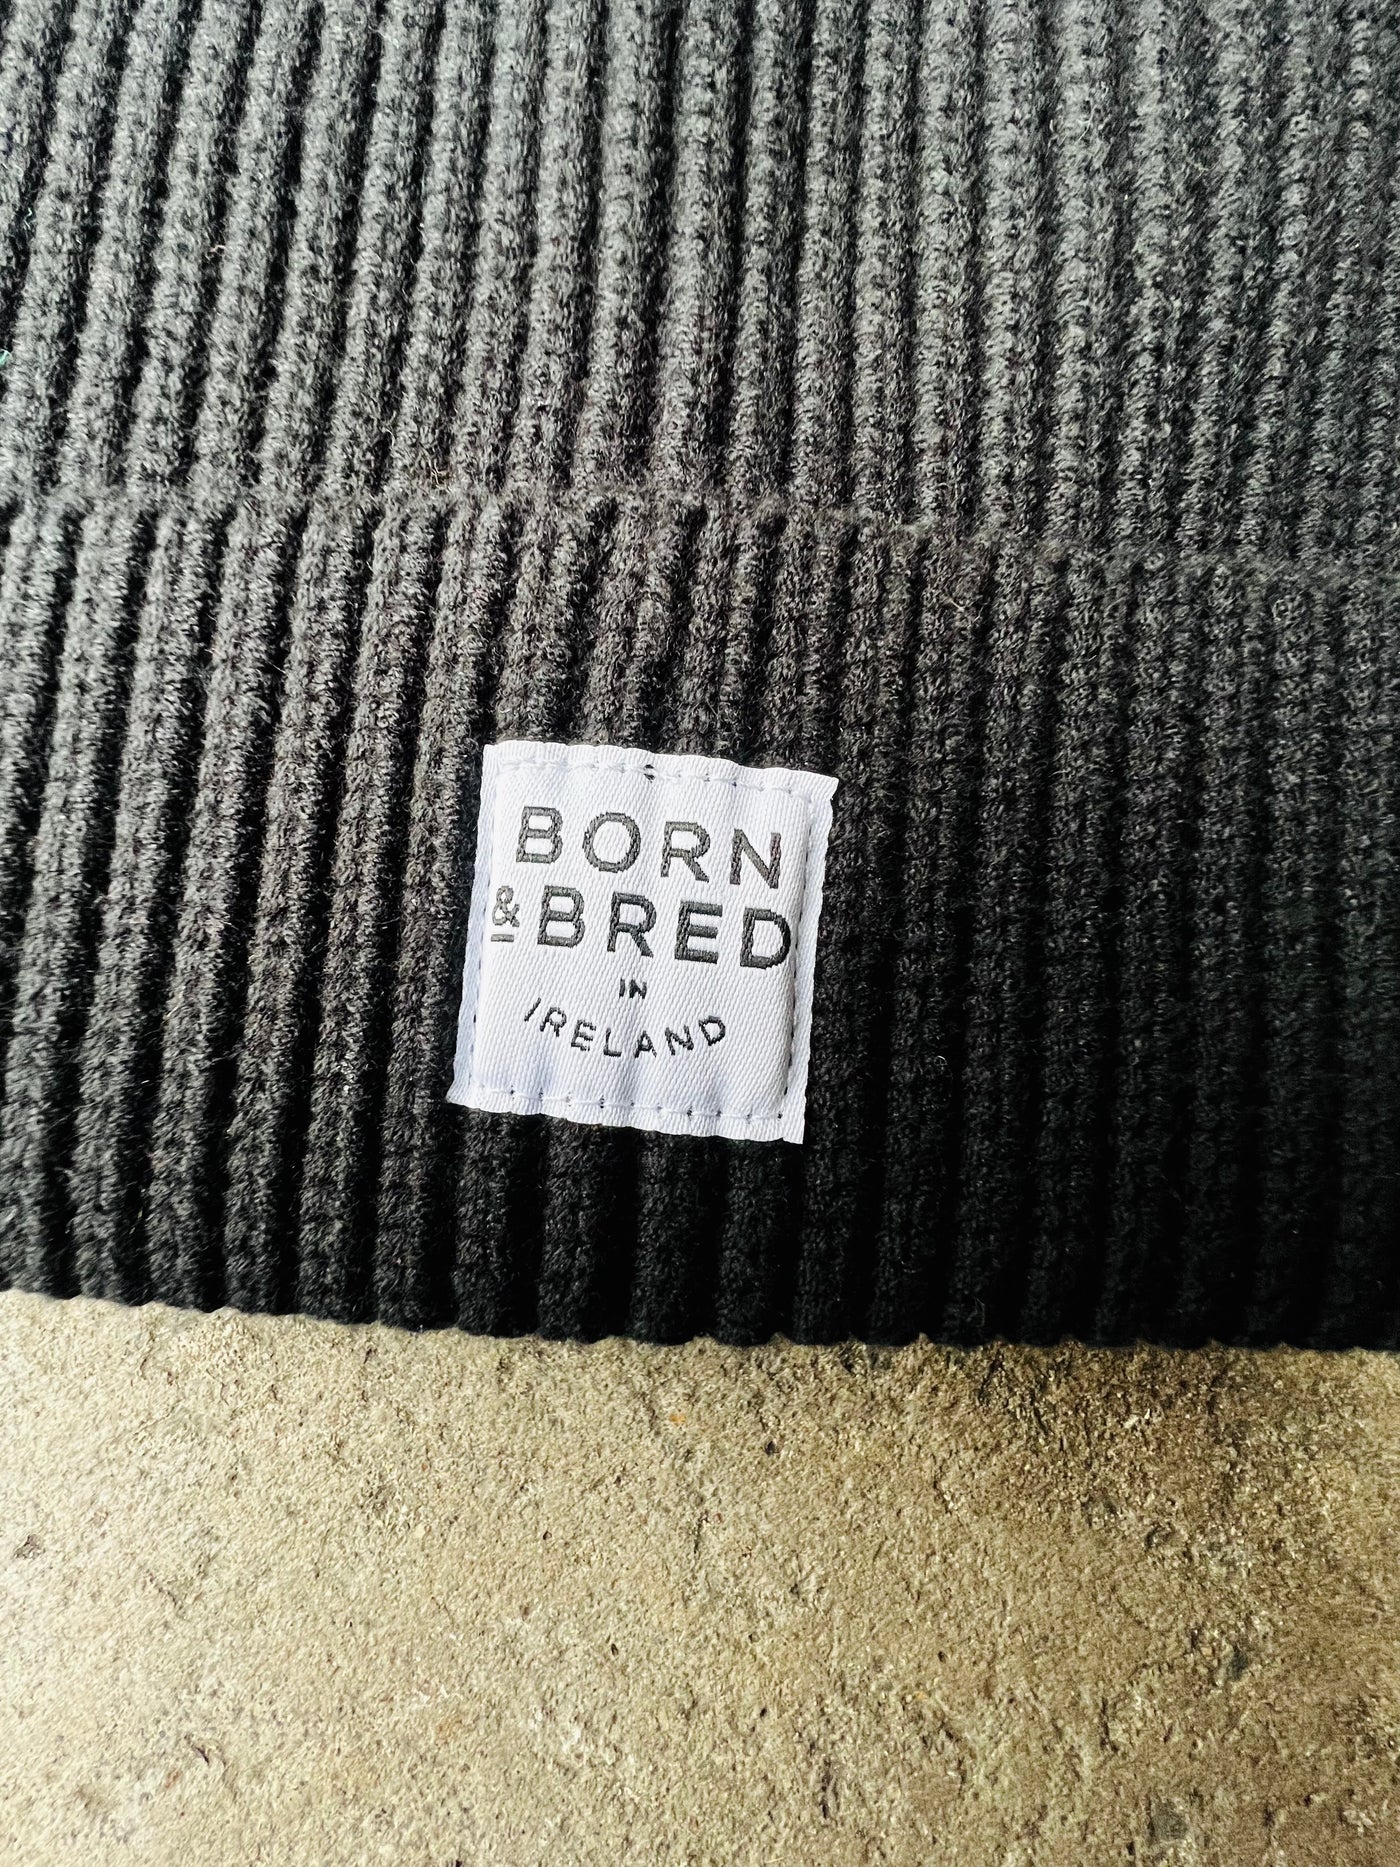 BORN
& BRED
IN
IRELAND